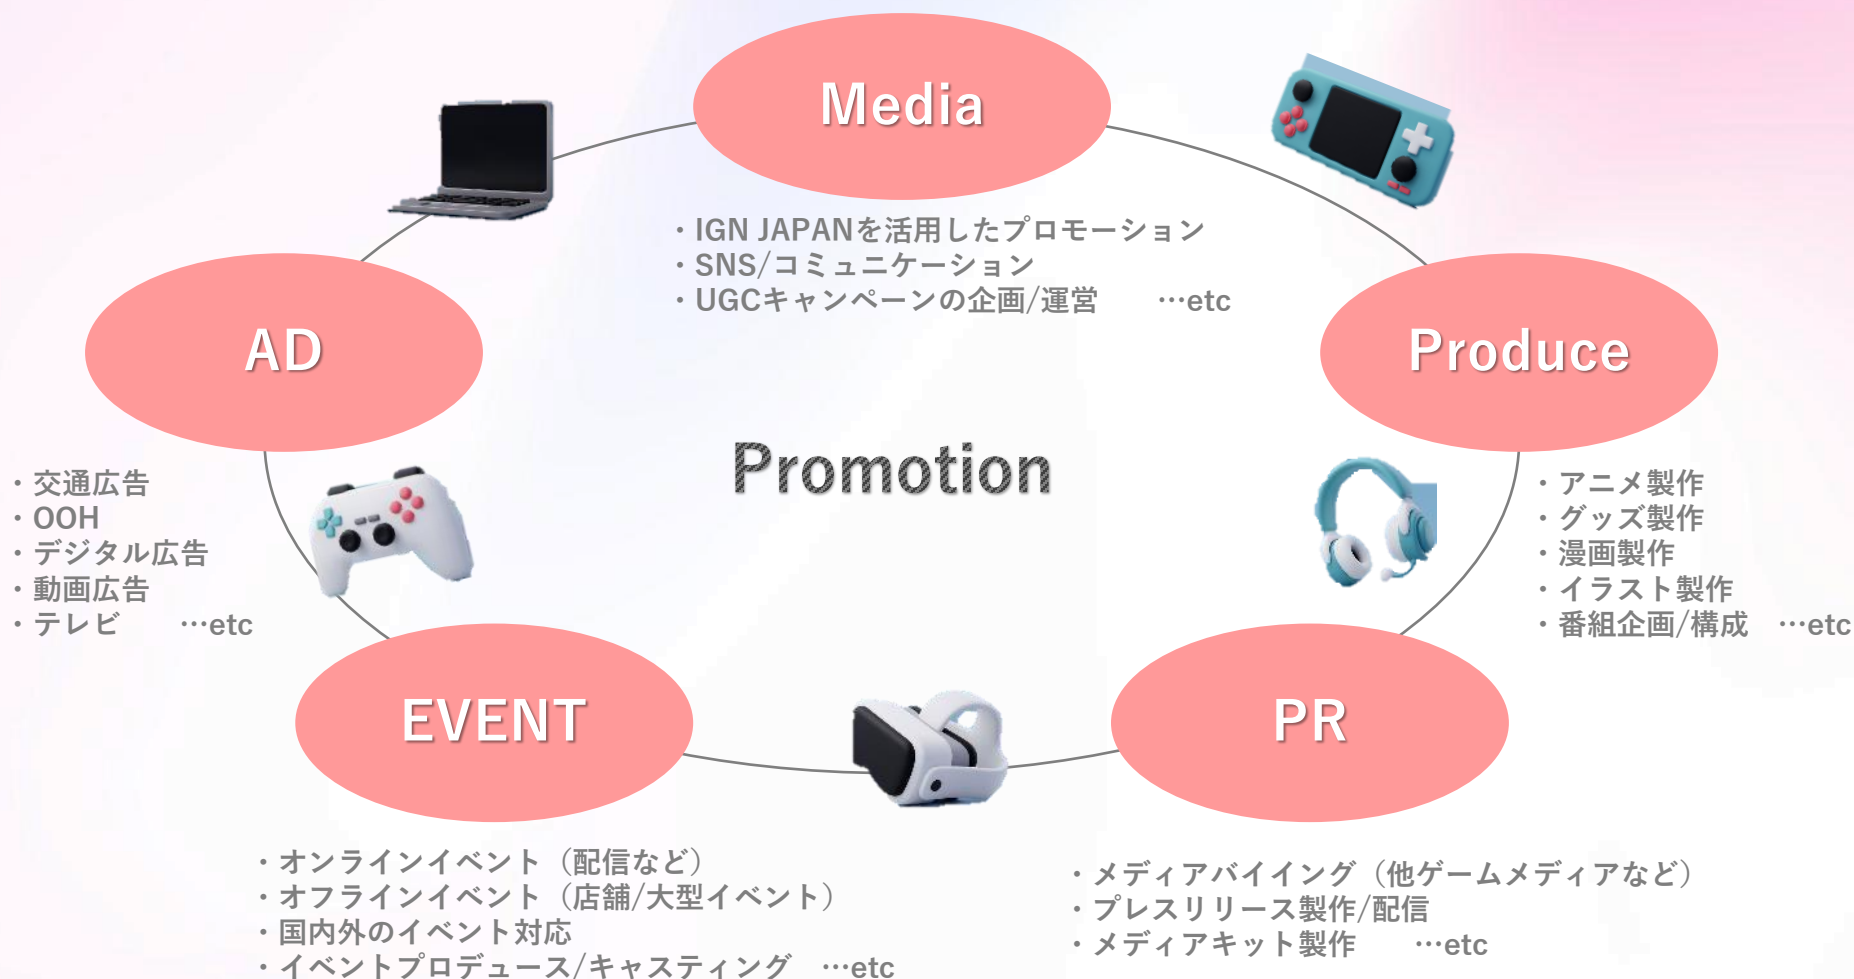 Media
・IGN JAPANを活用したプロモーション
・SNS/コミュニケーション
・UGCキャンペーンの企画/運営　　…etc
AD
・交通広告
・OOH
・デジタル広告
・動画広告
・テレビ　　…etc
Produce
・アニメ製作
・グッズ製作
・漫画製作
・イラスト製作
・番組企画/構成　…etc
Promotion
EVENT
・オンラインイベント（配信など）
・オフラインイベント（店舗/大型イベント）
・国内外のイベント対応
・イベントプロデュース/キャスティング　…etc
PR
・メディアバイイング（他ゲームメディアなど）
・プレスリリース製作/配信
・メディアキット製作　　…etc